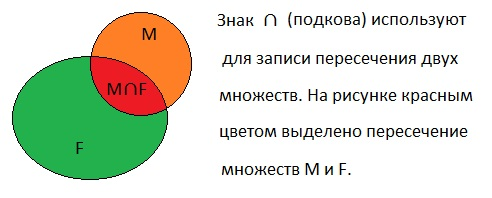 M
M∩F
F
Знак ∩ (подкова) используют
для записи пересечения двух
множеств. На рисунке красным
цветом выделено пересечение
множеств M и F.